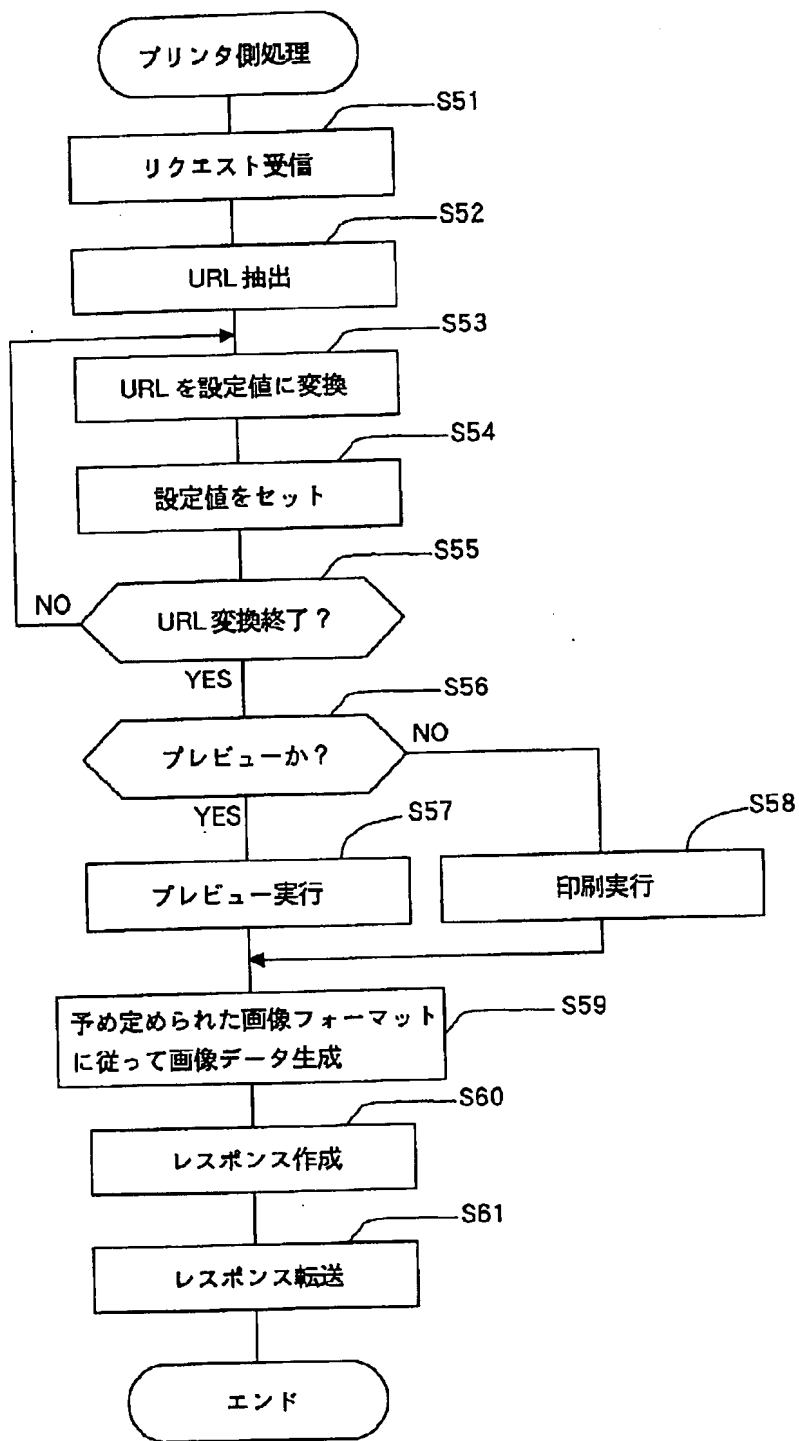 プリンタ側処理
S51
リクエスト受信
S52
URL抽出
S53
URLを設定値に変換
S54
設定値をセット
S55
NO
URL変換終了？
YES
S56
プレビューか？
NO
YES
S57
S58
プレビュー実行
印刷実行
予め定められた画像フォーマット
に従って画像データ生成
S59
S60
レスポンス作成
S61
レスポンス転送
エンド